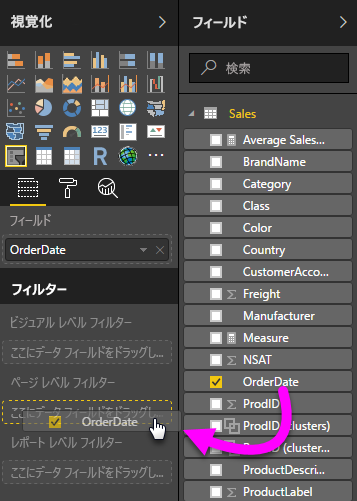 視覚化
R
123
フィールド
OrderDate
フィルター
ビジュアル レベル フィルター
ここにデータ フィールドをドラッグし...
ページ レベル フィルター
ここにデータ フィールドをドラッグし...
OrderDate
レポート レベル フィルター
ここにデータ フィールドをドラッグし...
フィールド
検索
Sales
Average Sales...
BrandName
Category
Class
Color
Country
CustomerAcco...
Freight
Manufacturer
Measure
NSAT
OrderDate
ProdID
ProdID (clusters)
(cluster...
ProductDescri...
ProductLabel